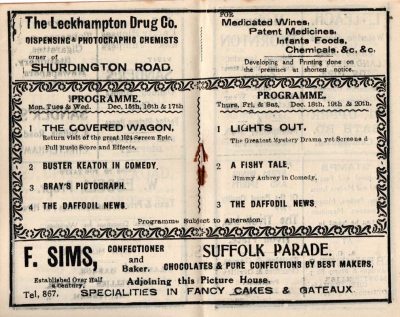 The Leckhampton Drug Co.
DISPENSING & PHOTOGRAPHIC CHEMISTS
corner of
SHURDINGTON ROAD.
FOR
Medicated Wines,
Patent Medicines,
Infants Foods,
Chemicals, &c, &c.
Developing and Printing done on
the premises at shortest notice.
PROGRAMME.
Mon. Tues & Wed. Dec. 15th, 16th & 17th
1 THE COVERED WAGON,
Return visit of the great 1924 Screen Epic,
Full Music Score and Effects.
2 BUSTER KEATON IN COMEDY,
3 BRAY'S PICTOGRAPH.
4 THE DAFFODIL NEWS.
PROGRAMME.
Thurs, Fri, & Sat, Dec. 18th, 19th & 20th.
1 LIGHTS OUT,
The Greatest Mystery Drama yet Screened
2 A FISHY TALE,
Jimmy Aubrey in Comedy,
3 THE DAFFODIL NEWS
Programme Subject to Alteration.
F. SIMS, CONFECTIONER
and
Baker.
SUFFOLK PARADE.
CHOCOLATES & PURE CONFECTIONS BY BEST MAKERS.
Established Over Half
a Century.
Adjoining this Picture House.
Tel, 867.
SPECIALITIES IN FANCY CAKES & GATEAUX.